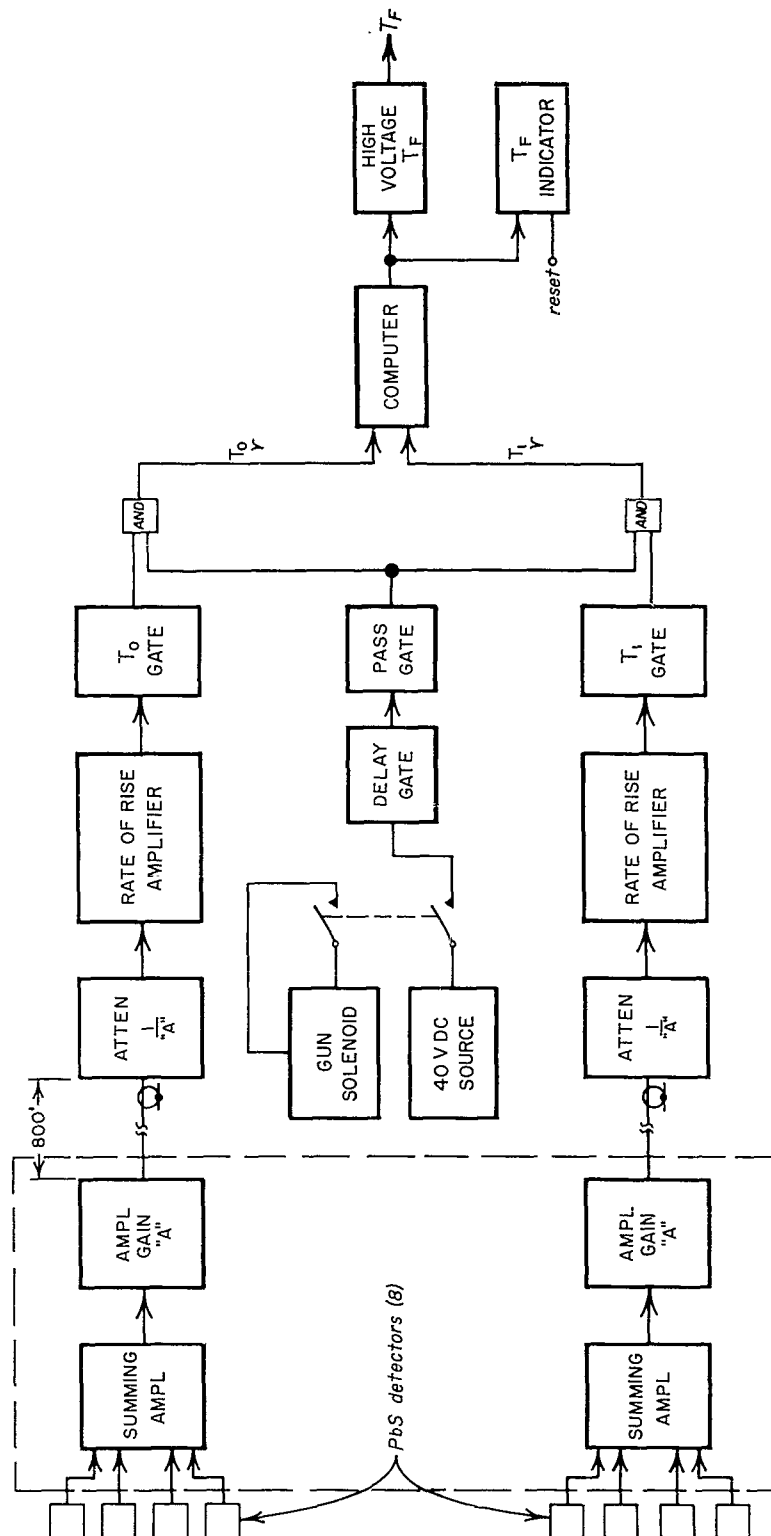 T_F
HIGH
VOLTAGE
T_F
T_F
INDICATOR
reset
COMPUTER
T_0
γ
T_1
γ
AND
AND
T_0
GATE
PASS
GATE
T_1
GATE
RATE OF RISE
AMPLIFIER
DELAY
GATE
RATE OF RISE
AMPLIFIER
ATTEN
1/"A"
GUN
SOLENOID
40 V DC
SOURCE
ATTEN
1/"A"
800'
AMPL
GAIN
"A"
AMPL
GAIN
"A"
SUMMING
AMPL
PbS detectors (8)
SUMMING
AMPL